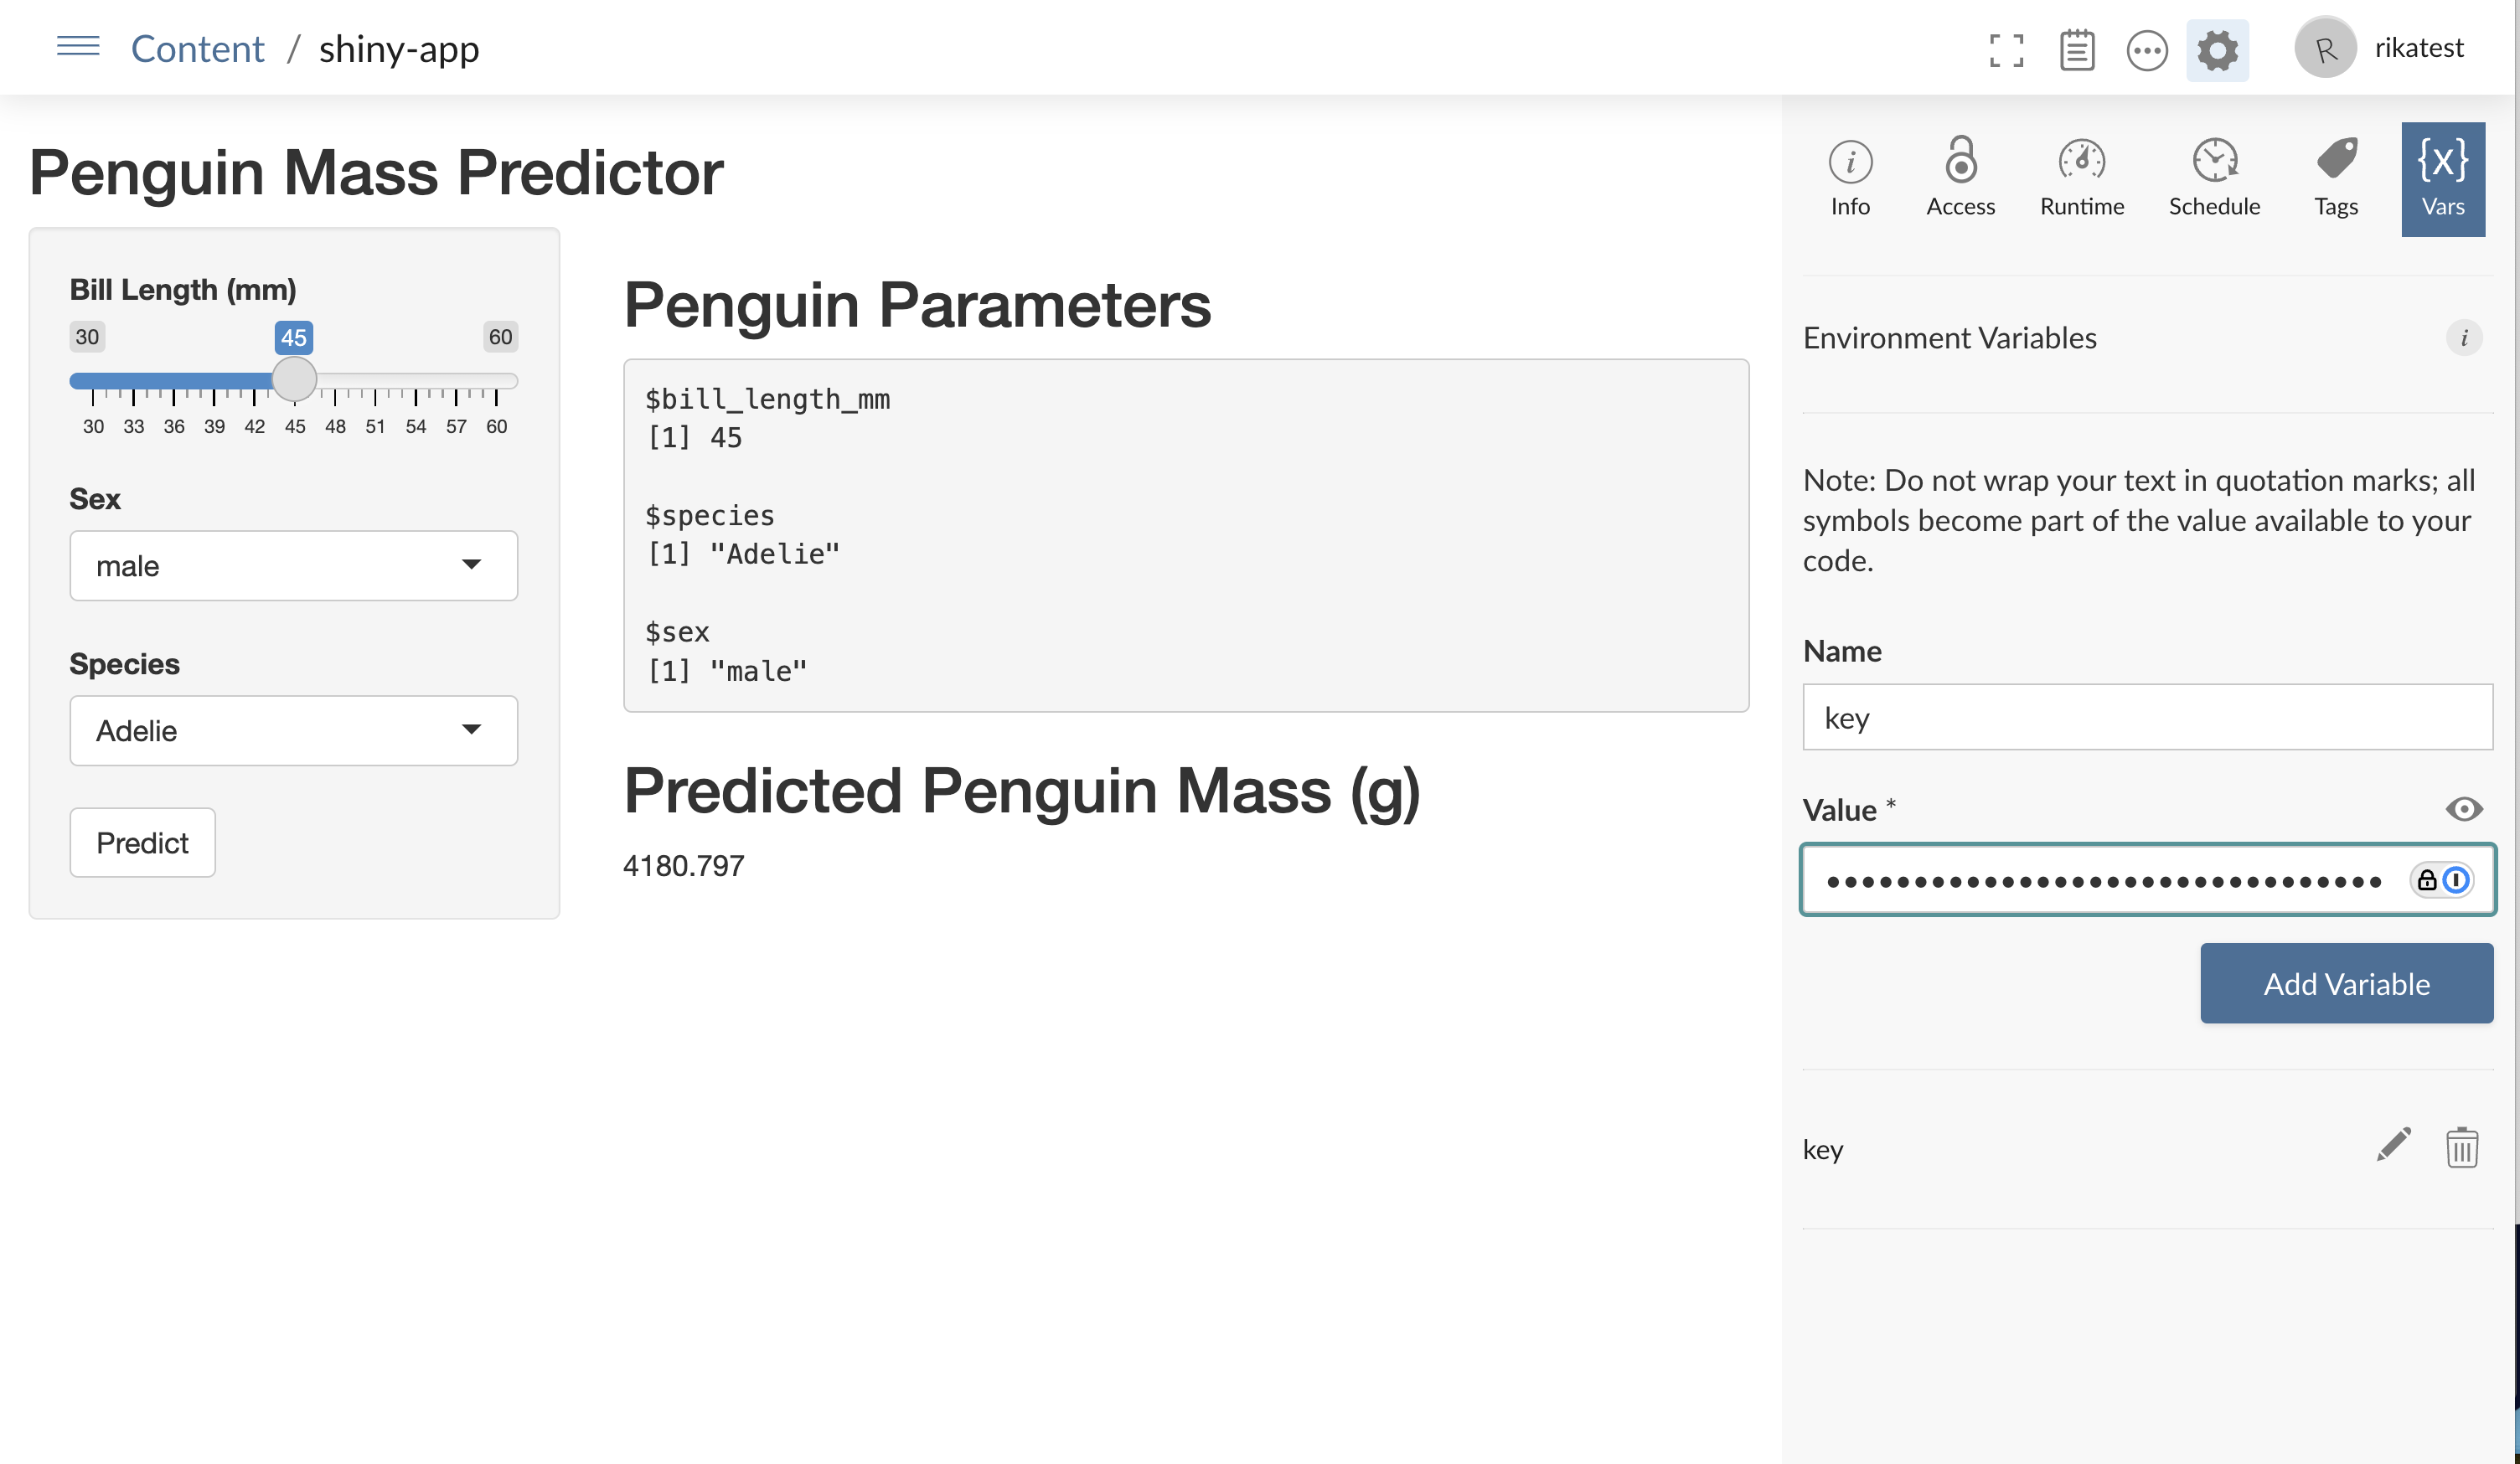 Content / shiny-app
R
rikatest
Penguin Mass Predictor
Bill Length (mm)
30 45 60
30 33 36 39 42 45 48 51 54 57 60
Sex
male
Species
Adelie
Predict
Penguin Parameters
$bill_length_mm
[1] 45
$species
[1] "Adelie"
$sex
[1] "male"
Predicted Penguin Mass (g)
4180.797
i
{x}
Info Access Runtime Schedule Tags Vars
Environment Variables
i
Note: Do not wrap your text in quotation marks; all
symbols become part of the value available to your
code.
Name
key
Value *
••••••••••••••••••••••••••••••••
Add Variable
key